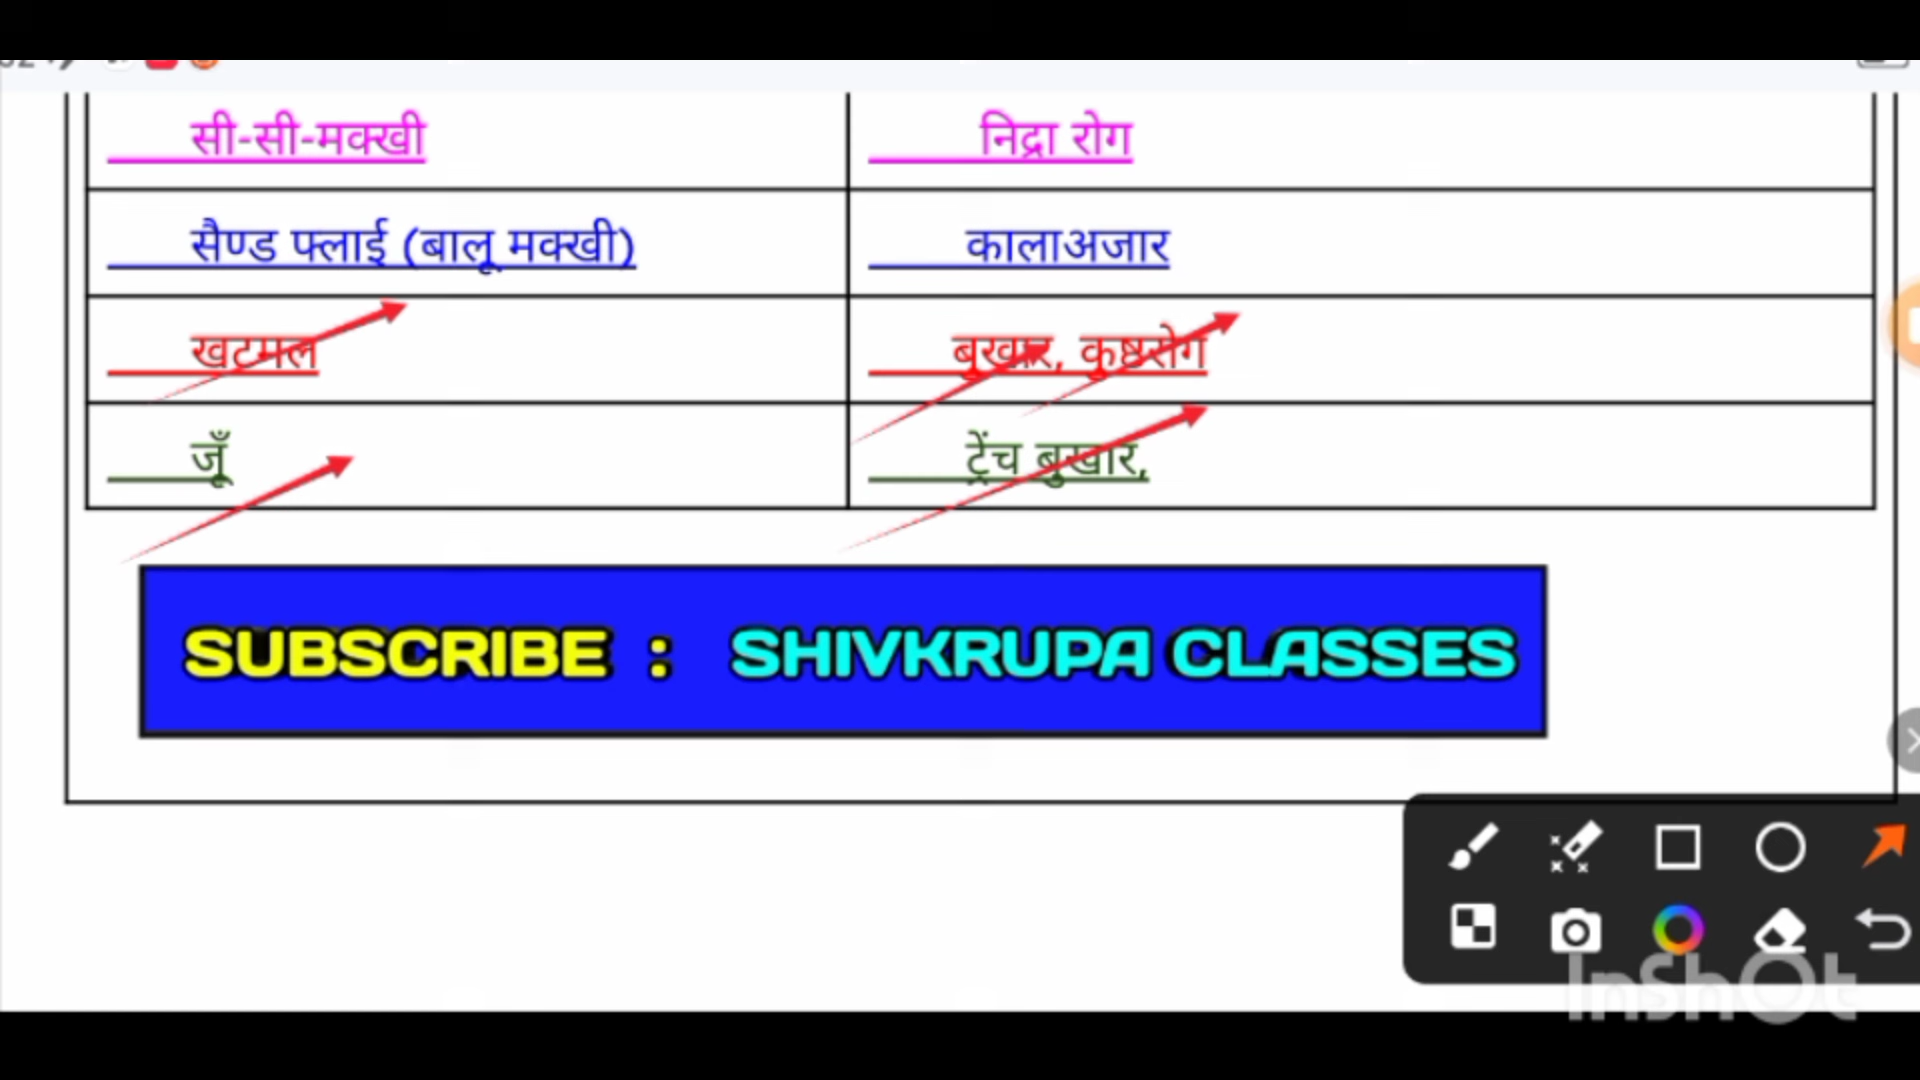 सी-सी-मक्खी निद्रा रोग
सैण्ड फ्लाई (बालू मक्खी) कालाअजार
खटमल बुखार, कुष्ठरोग
जूँ ट्रेंच बुखार,
SUBSCRIBE : SHIVKRUPA CLASSES
InShOt